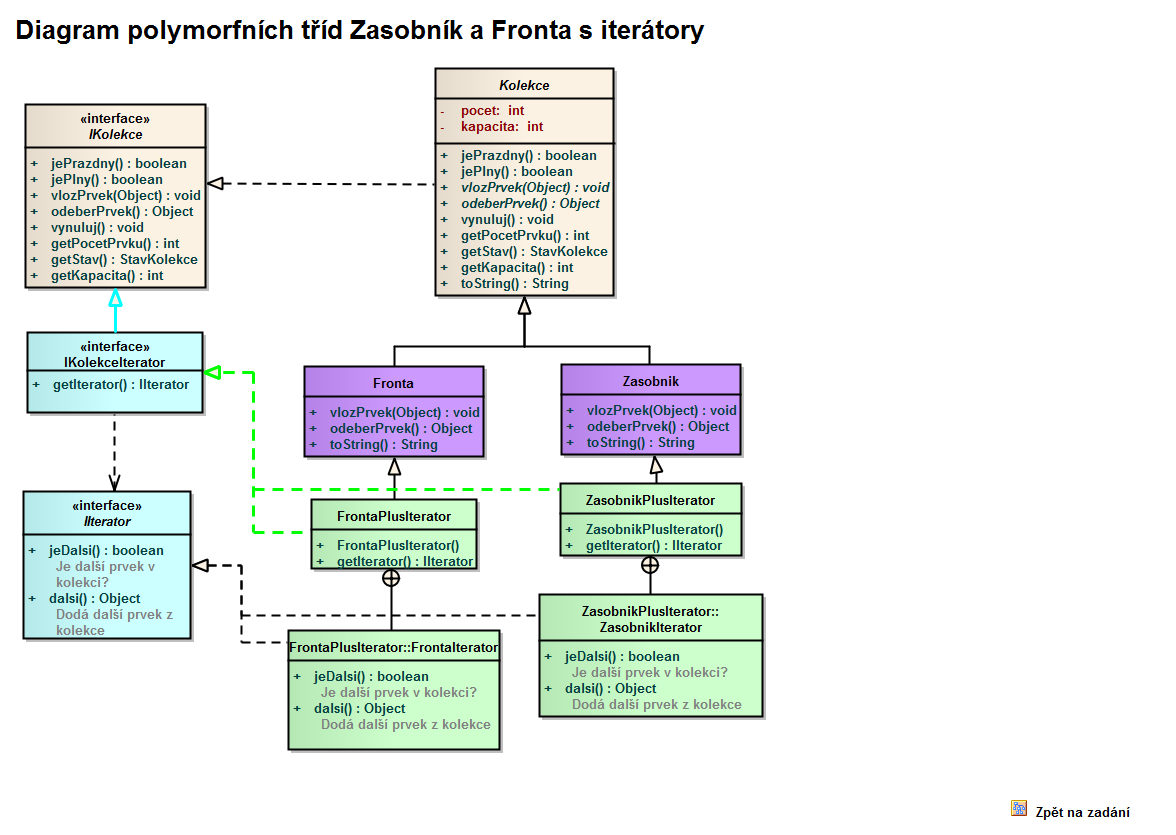 Diagram polymorfních tříd Zasobník a Fronta s iterátory
«interface»
IKolekce
+ jePrazdny() : boolean
+ jePlny() : boolean
+ vlozPrvek(Object) : void
+ odeberPrvek() : Object
+ vynuluj() : void
+ getPocetPrvku() : int
+ getStav() : StavKolekce
+ getKapacita() : int
Kolekce
- pocet: int
- kapacita: int
+ jePrazdny() : boolean
+ jePlny() : boolean
+ vlozPrvek(Object) : void
+ odeberPrvek() : Object
+ vynuluj() : void
+ getPocetPrvku() : int
+ getStav() : StavKolekce
+ getKapacita() : int
+ toString() : String
«interface»
IKolekceIterator
+ getIterator() : IIterator
Fronta
+ vlozPrvek(Object) : void
+ odeberPrvek() : Object
+ toString() : String
Zasobnik
+ vlozPrvek(Object) : void
+ odeberPrvek() : Object
+ toString() : String
«interface»
IIterator
+ jeDalsi() : boolean
Je další prvek v
kolekci?
+ dalsi() : Object
Dodá další prvek z
kolekce
FrontaPlusIterator
+ FrontaPlusIterator()
+ getIterator() : IIterator
ZasobnikPlusIterator
+ ZasobnikPlusIterator()
+ getIterator() : IIterator
FrontaPlusIterator::FrontaIterator
+ jeDalsi() : boolean
Je další prvek v kolekci?
+ dalsi() : Object
Dodá další prvek z kolekce
ZasobnikPlusIterator::
ZasobnikIterator
+ jeDalsi() : boolean
Je další prvek v kolekci?
+ dalsi() : Object
Dodá další prvek z kolekce
Zpět na zadání